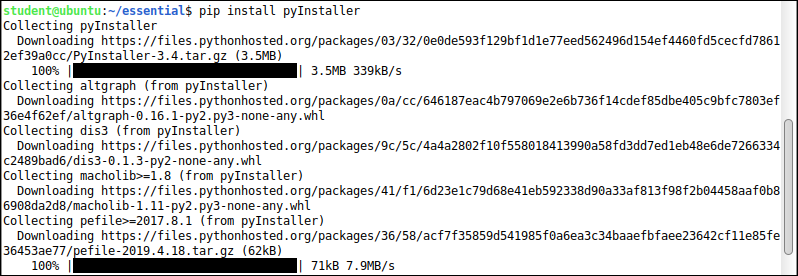 student@ubuntu:~/essential$ pip install pyInstaller
Collecting pyInstaller
  Downloading https://files.pythonhosted.org/packages/03/32/0e0de593f129bf1d1e77eed562496d154ef4460fd5cecfd7861
2ef39a0cc/PyInstaller-3.4.tar.gz (3.5MB)
    100% |████████████████████████████████| 3.5MB 339kB/s
Collecting altgraph (from pyInstaller)
  Downloading https://files.pythonhosted.org/packages/0a/cc/646187eac4b797069e2e6b736f14cdef85dbe405c9bfc7803ef
36e4f62ef/altgraph-0.16.1-py2.py3-none-any.whl
Collecting dis3 (from pyInstaller)
  Downloading https://files.pythonhosted.org/packages/9c/5c/4a4a2802f10f558018413990a58fd3dd7ed1eb48e6de7266334
c2489bad6/dis3-0.1.3-py2-none-any.whl
Collecting macholib>=1.8 (from pyInstaller)
  Downloading https://files.pythonhosted.org/packages/41/f1/6d23e1c79d68e41eb592338d90a33af813f98f2b04458aaf0b8
6908da2d8/macholib-1.11-py2.py3-none-any.whl
Collecting pefile>=2017.8.1 (from pyInstaller)
  Downloading https://files.pythonhosted.org/packages/36/58/acf7f35859d541985f0a6ea3c34baaefbfaee23642cf11e85fe
36453ae77/pefile-2019.4.18.tar.gz (62kB)
    100% |████████████████████████████████| 71kB 7.9MB/s